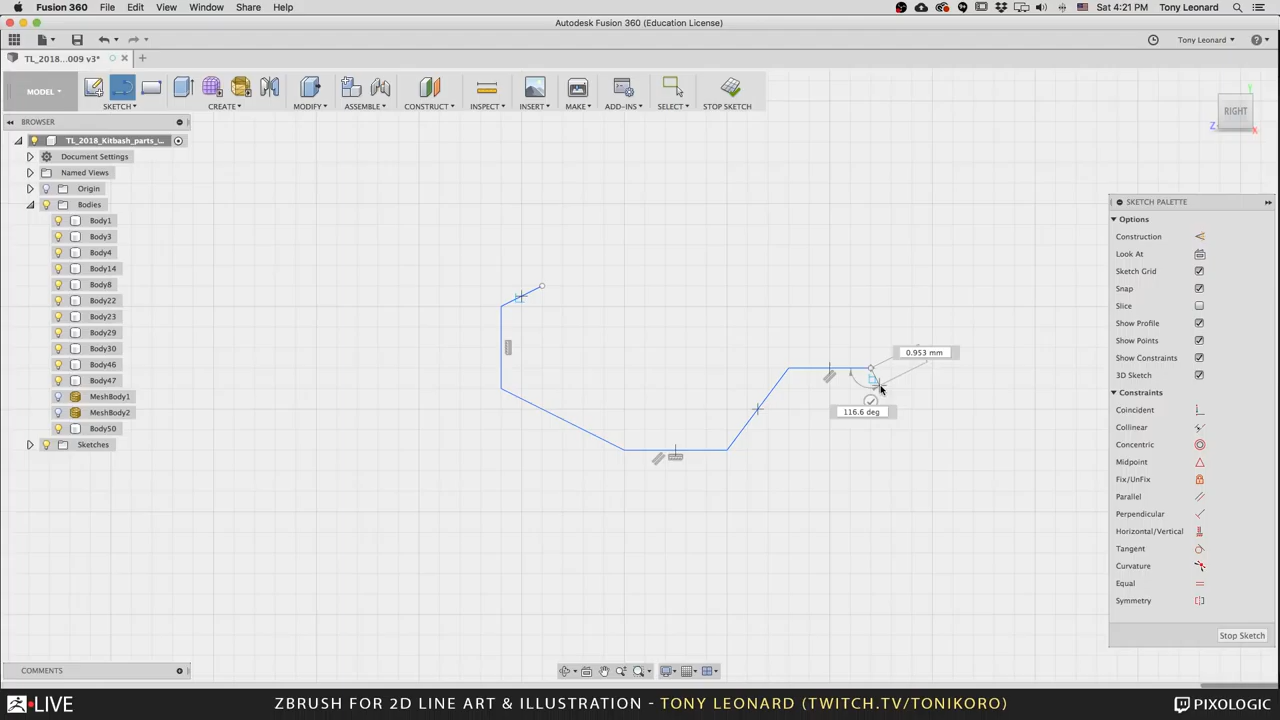 Fusion 360 File Edit View Window Share Help Sat 4:21 PM Tony Leonard
Autodesk Fusion 360 (Education License)
Tony Leonard
TL_2018...009 v3*
MODEL
SKETCH CREATE MODIFY ASSEMBLE CONSTRUCT INSPECT INSERT MAKE ADD-INS SELECT STOP SKETCH
BROWSER
TL_2018_Kitbash_parts_...
Document Settings
Named Views
Origin
Bodies
Body1
Body3
Body4
Body14
Body8
Body22
Body23
Body29
Body30
Body46
Body47
MeshBody1
MeshBody2
Body50
Sketches
Y
RIGHT
Z
X
0.953 mm
116.6 deg
SKETCH PALETTE
Options
Construction
Look At
Sketch Grid
Snap
Slice
Show Profile
Show Points
Show Constraints
3D Sketch
Constraints
Coincident
Collinear
Concentric
Midpoint
Fix/UnFix
Parallel
Perpendicular
Horizontal/Vertical
Tangent
Curvature
Equal
Symmetry
Stop Sketch
COMMENTS
LIVE ZBRUSH FOR 2D LINE ART & ILLUSTRATION - TONY LEONARD (TWITCH.TV/TONIKORO) PIXOLOGIC